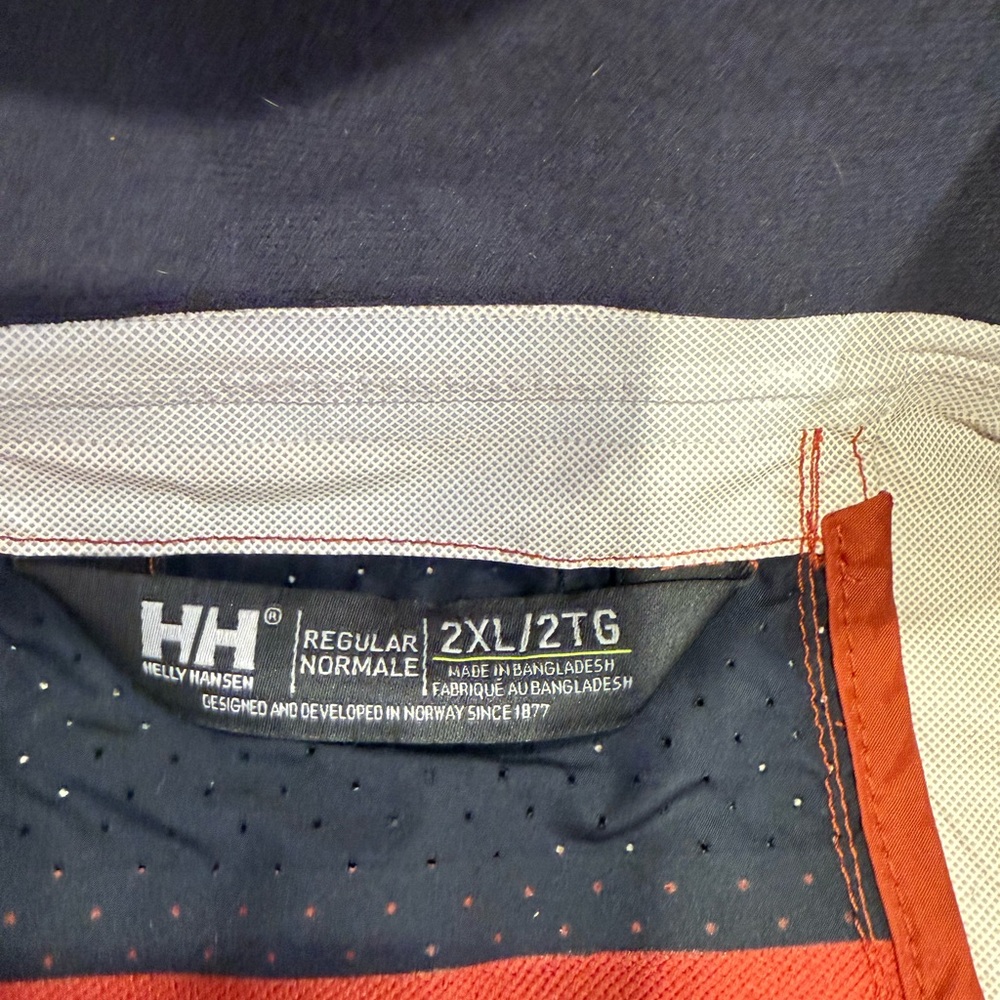 HH®
HELLY HANSEN
REGULAR
NORMALE
2XL/2TG
MADE IN BANGLADESH
FABRIQUÉ AU BANGLADESH
DESIGNED AND DEVELOPED IN NORWAY SINCE 1877